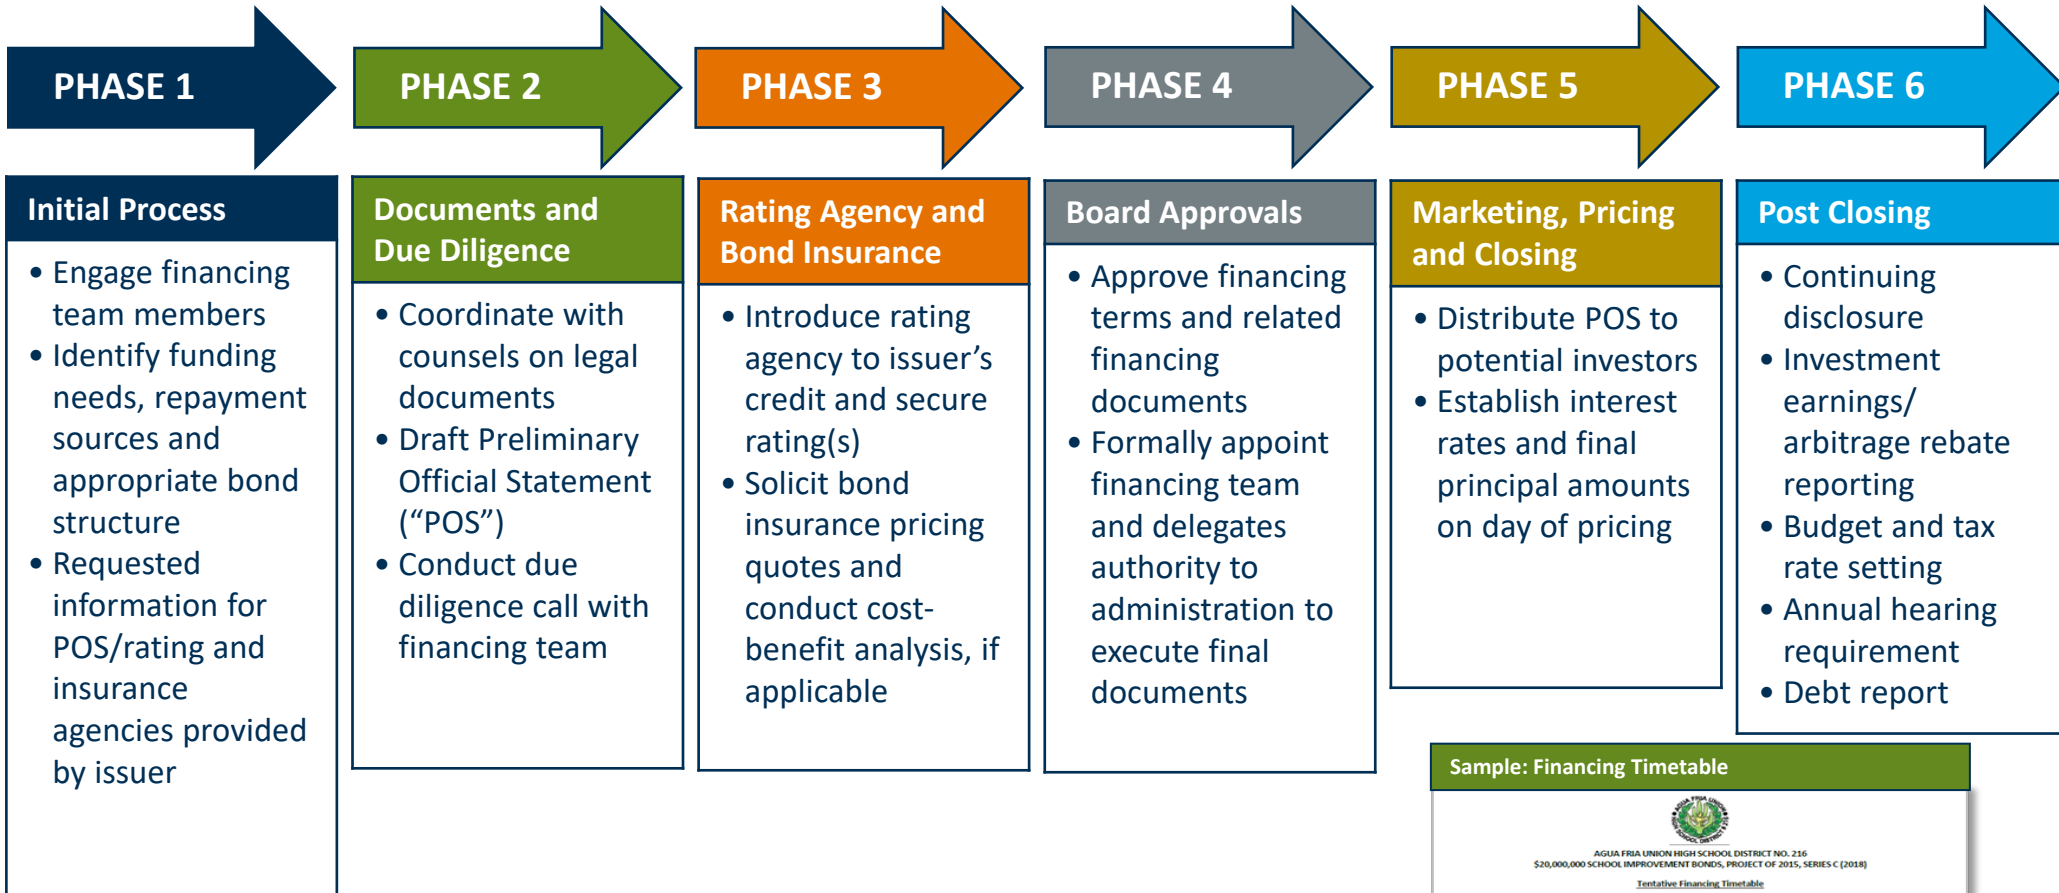 PHASE 1
PHASE 2
PHASE 3
PHASE 4
PHASE 5
PHASE 6
Initial Process
• Engage financing
team members
• Identify funding
needs, repayment
sources and
appropriate bond
structure
• Requested
information for
POS/rating and
insurance
agencies provided
by issuer
Documents and
Due Diligence
• Coordinate with
counsels on legal
documents
• Draft Preliminary
Official Statement
(“POS”)
• Conduct due
diligence call with
financing team
Rating Agency and
Bond Insurance
• Introduce rating
agency to issuer’s
credit and secure
rating(s)
• Solicit bond
insurance pricing
quotes and
conduct cost-
benefit analysis, if
applicable
Board Approvals
• Approve financing
terms and related
financing
documents
• Formally appoint
financing team
and delegates
authority to
administration to
execute final
documents
Marketing, Pricing
and Closing
• Distribute POS to
potential investors
• Establish interest
rates and final
principal amounts
on day of pricing
Post Closing
• Continuing
disclosure
• Investment
earnings/
arbitrage rebate
reporting
• Budget and tax
rate setting
• Annual hearing
requirement
• Debt report
Sample: Financing Timetable
AGUA FRIA UNION
HIGH SCHOOL DISTRICT
AGUA FRIA UNION HIGH SCHOOL DISTRICT NO. 216
$20,000,000 SCHOOL IMPROVEMENT BONDS, PROJECT OF 2015, SERIES C (2018)
Tentative Financing Timetable